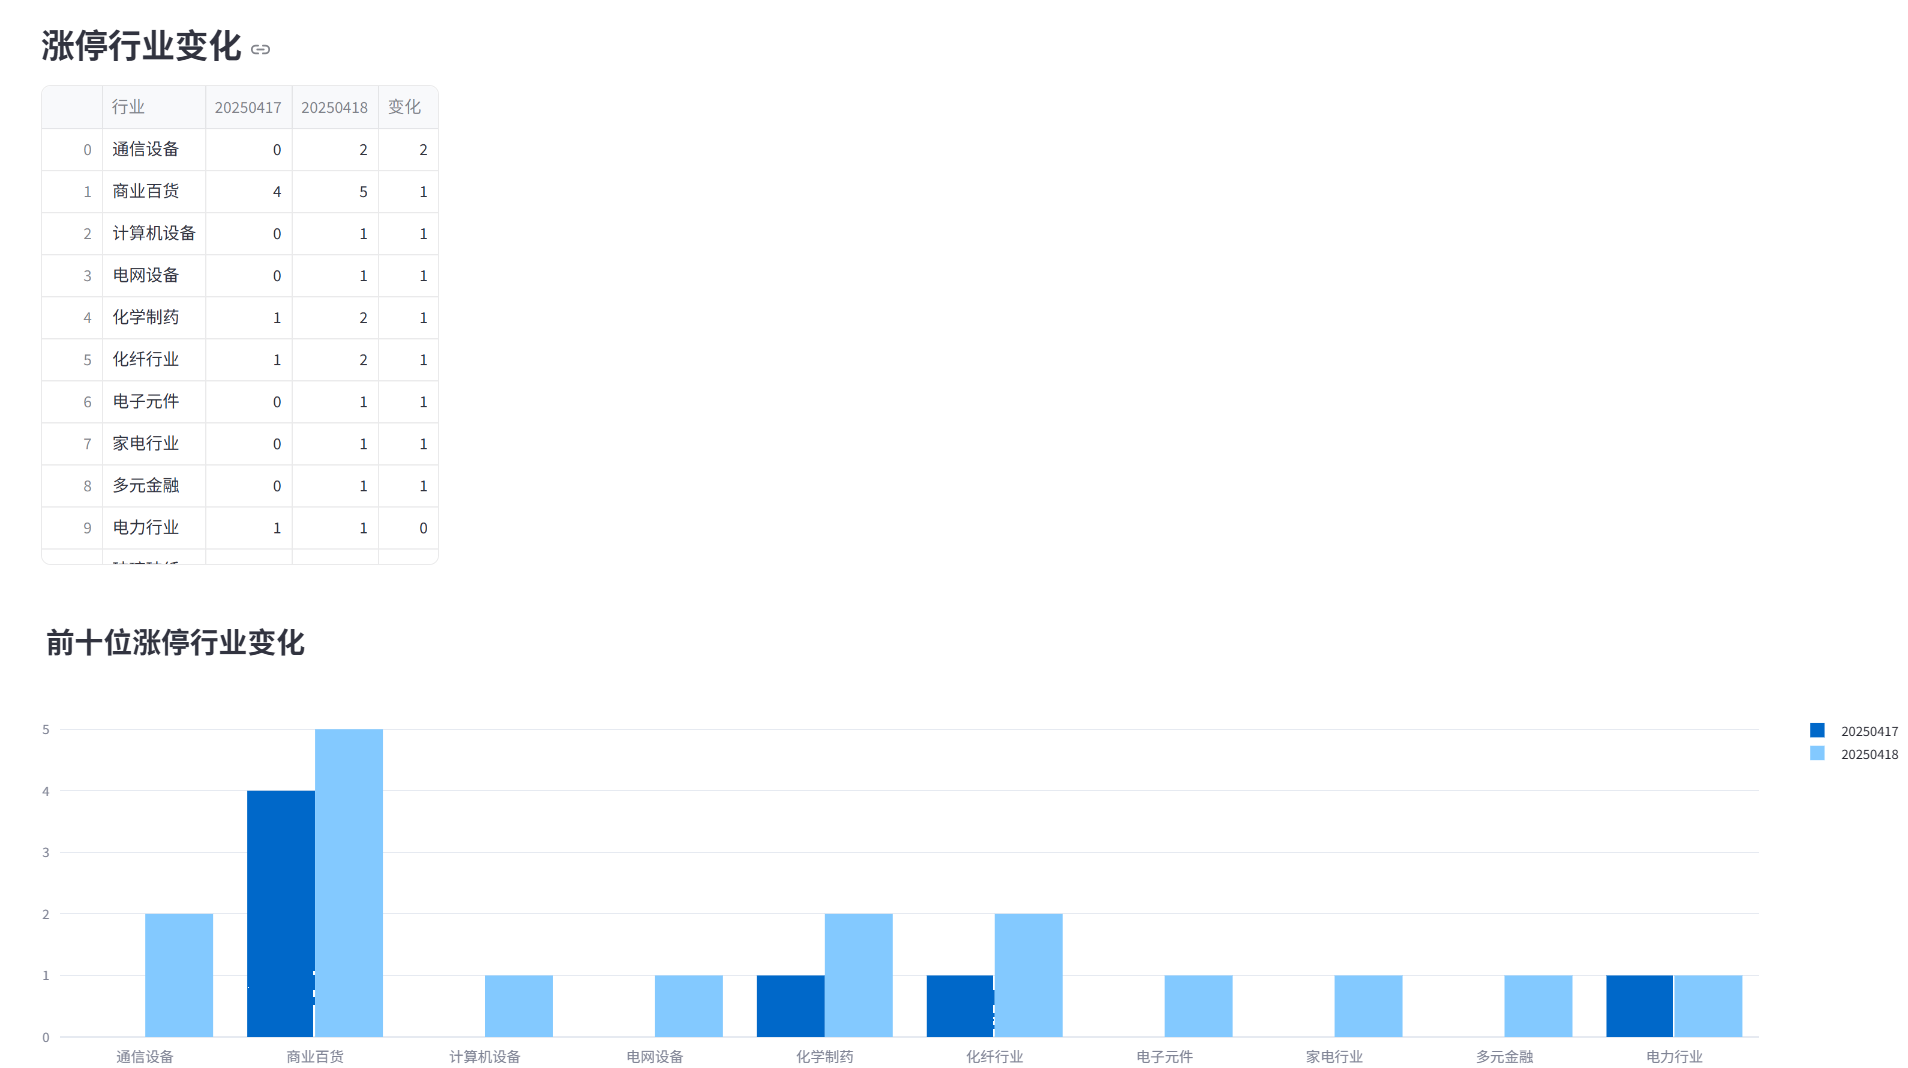 涨停行业变化
行业 20250417 20250418 变化
0 通信设备 0 2 2
1 商业百货 4 5 1
2 计算机设备 0 1 1
3 电网设备 0 1 1
4 化学制药 1 2 1
5 化纤行业 1 2 1
6 电子元件 0 1 1
7 家电行业 0 1 1
8 多元金融 0 1 1
9 电力行业 1 1 0
前十位涨停行业变化
5
4
3
2
1
0
通信设备 商业百货 计算机设备 电网设备 化学制药 化纤行业 电子元件 家电行业 多元金融 电力行业
20250417
20250418